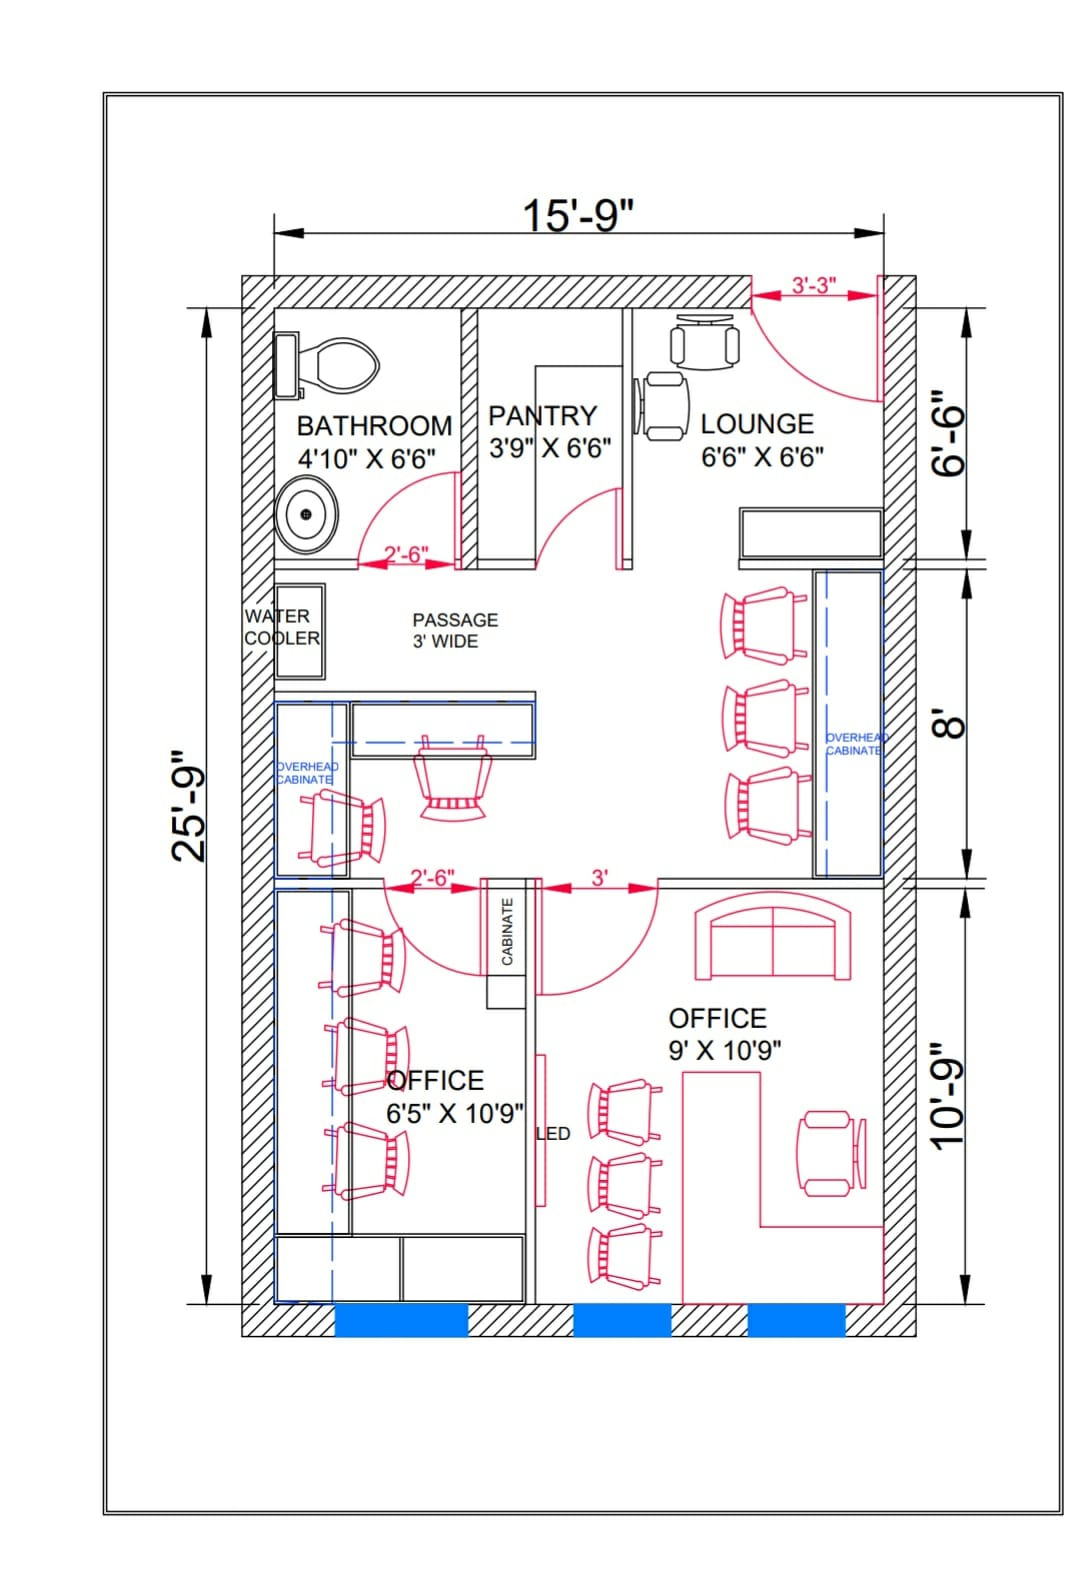 15'-9"
3'-3"
BATHROOM
4'10" X 6'6"
PANTRY
3'9" X 6'6"
LOUNGE
6'6" X 6'6"
6'-6"
2'-6"
WATER
COOLER
PASSAGE
3' WIDE
OVERHEAD
CABINATE
8'
OVERHEAD
CABINATE
25'-9"
2'-6"
3'
CABINATE
OFFICE
9' X 10'9"
OFFICE
6'5" X 10'9"
LED
10'-9"